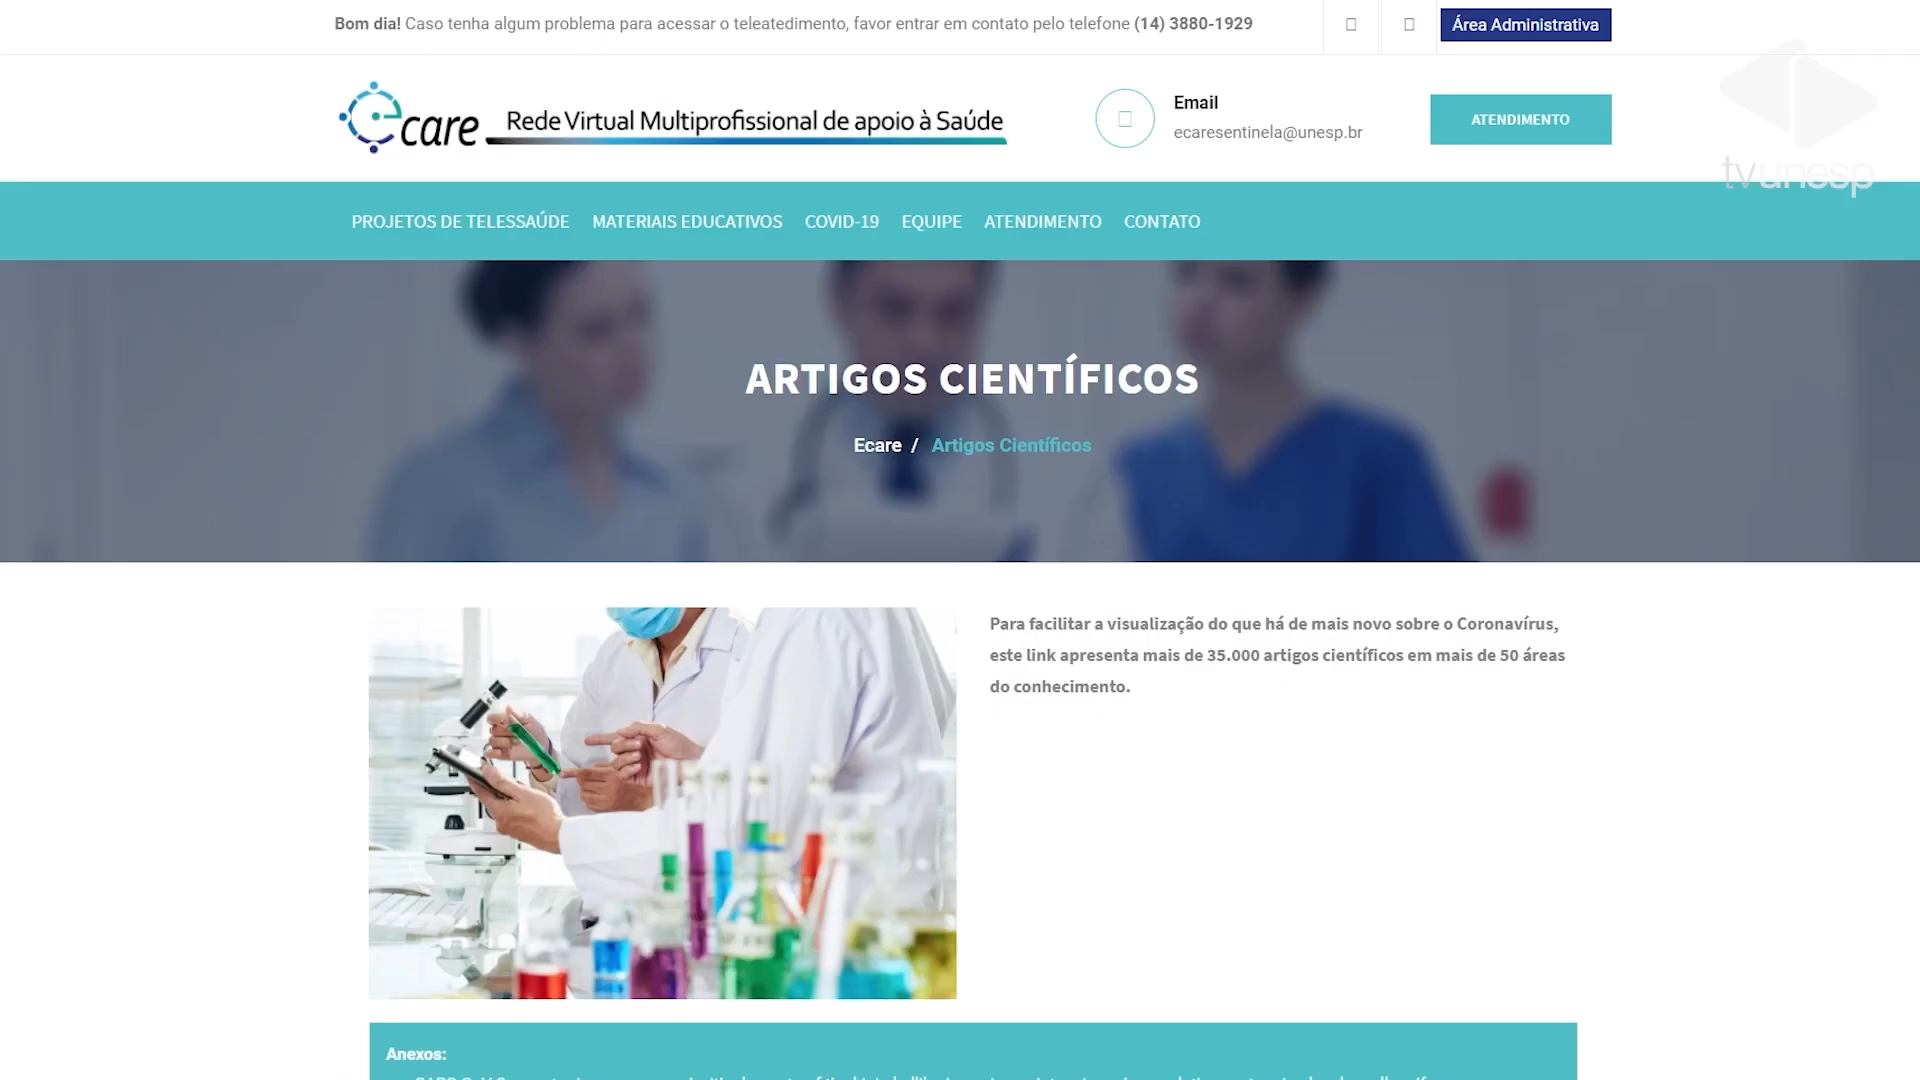 Bom dia! Caso tenha algum problema para acessar o teleatedimento, favor entrar em contato pelo telefone (14) 3880-1929
Área Administrativa
ecare Rede Virtual Multiprofissional de apoio à Saúde
Email
ecaresentinela@unesp.br
ATENDIMENTO
tvunesp
PROJETOS DE TELESSAÚDE MATERIAIS EDUCATIVOS COVID-19 EQUIPE ATENDIMENTO CONTATO
ARTIGOS CIENTÍFICOS
Ecare / Artigos Científicos
Para facilitar a visualização do que há de mais novo sobre o Coronavírus,
este link apresenta mais de 35.000 artigos científicos em mais de 50 áreas
do conhecimento.
Anexos: